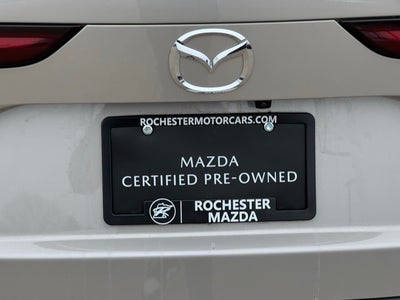 ROCHESTERMOTORCARS.COM
MAZDA
CERTIFIED PRE-OWNED
ROCHESTER
MAZDA